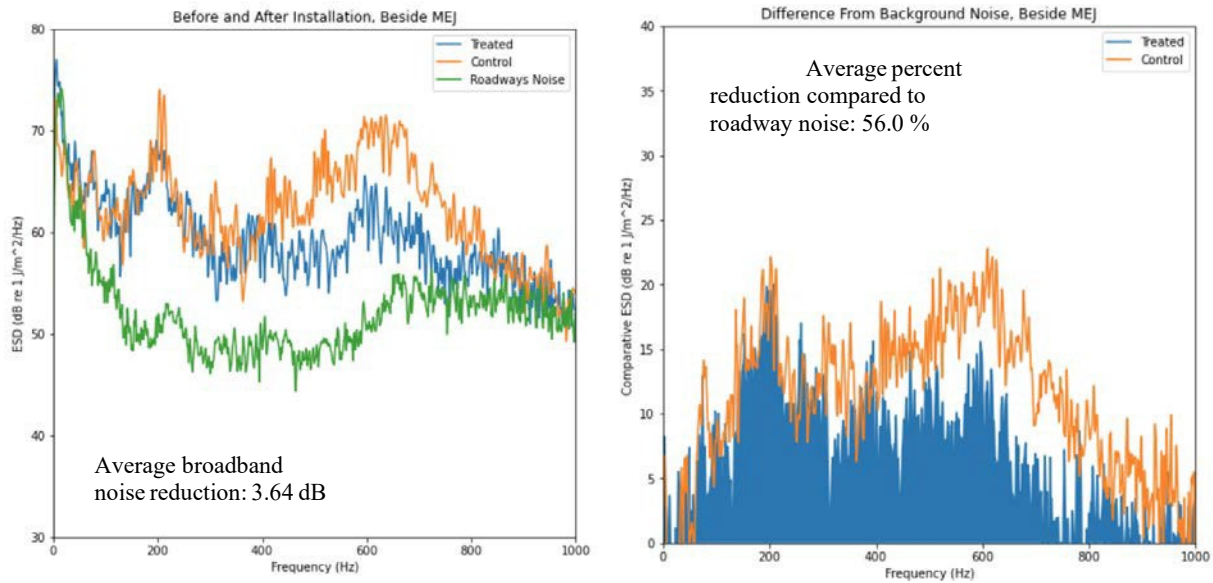 Before and After Installation, Beside MEJ
80
70
60
50
40
30
ESD (dB re 1 J/m^2/Hz)
Treated
Control
Roadways Noise
Average broadband
noise reduction: 3.64 dB
0
200
400
600
800
1000
Frequency (Hz)
Difference From Background Noise, Beside MEJ
40
35
30
25
20
15
10
5
0
Comparative ESD (dB re 1 J/m^2/Hz)
Treated
Control
Average percent
reduction compared to
roadway noise: 56.0 %
0
200
400
600
800
1000
Frequency (Hz)